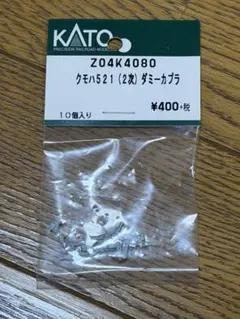 KATO
PRECISION RAILROAD MODELS
Z04K4080
クモハ521(2次)ダミーカプラ
¥400+税
10個入り